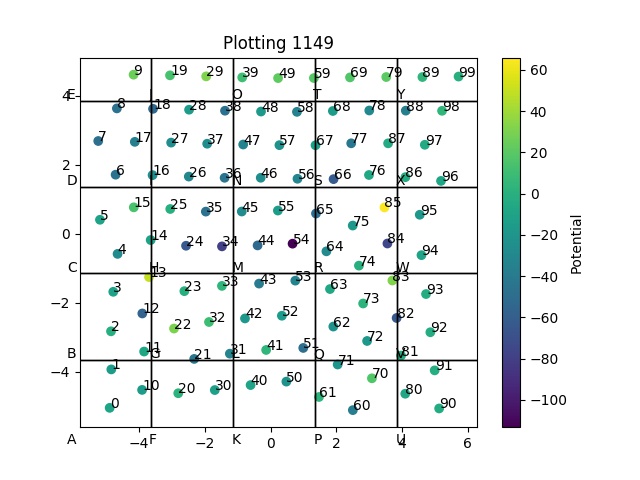 Plotting 1149
9 19 29 39 49 59 69 79 89 99
E I O T Y
8 18 28 38 48 58 68 78 88 98
7 17 27 37 47 57 67 77 87 97
6 16 26 36 46 56 66 76 86 96
D N S X
15 25 35 45 55 65 75 85 95
5 14 24 34 44 54 64 74 84 94
4
C H M R W
3 13 23 33 43 53 63 73 83 93
2 12 22 32 42 52 62 72 82 92
1 11 21 31 41 51 61 71 81 91
B G L Q V
0 10 20 30 40 50 60 70 80 90
A F K P U
−4 −2 0 2 4 6
4
2
0
−2
−4
60
40
20
0
−20
−40
−60
−80
−100
Potential